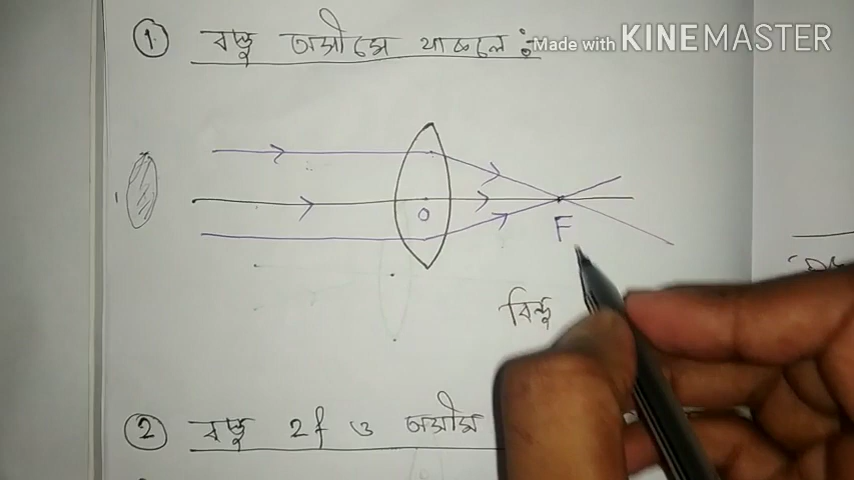 ① বস্তু অসীমে থাকলে :
Made with KINEMASTER
O
F
বিন্দু
② বস্তু 2f ও অসীম